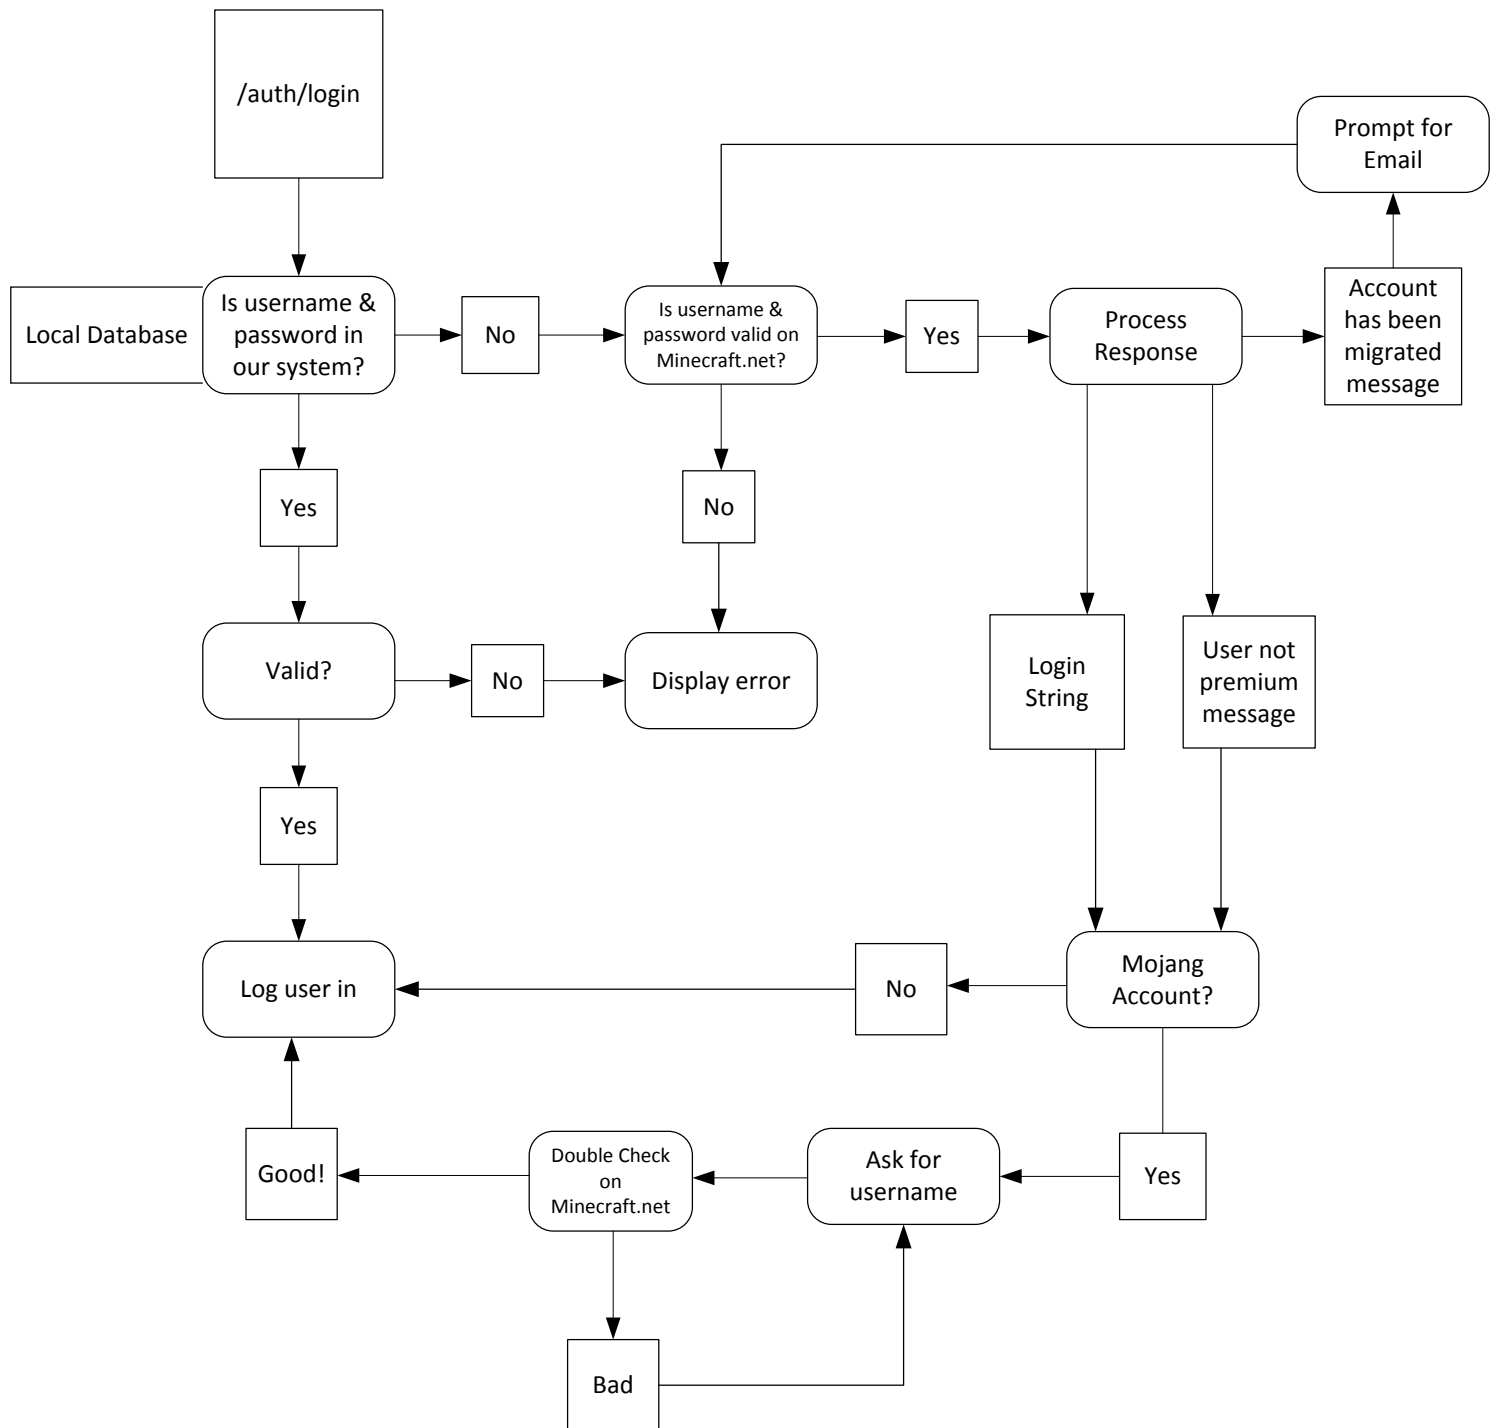 /auth/login
Prompt for
Email
Local Database
Is username &
password in
our system?
No
Is username &
password valid on
Minecraft.net?
Yes
Process
Response
Account
has been
migrated
message
Yes
No
Valid?
No
Display error
Login
String
User not
premium
message
Yes
Log user in
No
Mojang
Account?
Good!
Double Check
on
Minecraft.net
Ask for
username
Yes
Bad